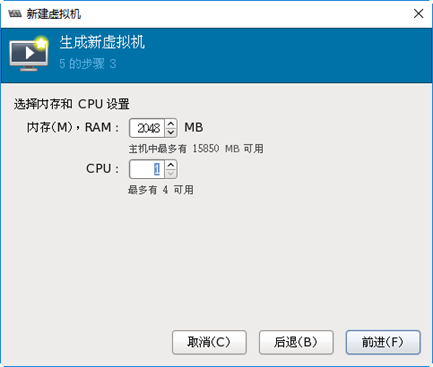 新建虚拟机
生成新虚拟机
5 的步骤 3
选择内存和 CPU 设置
内存(M)，RAM： 2048 MB
主机中最多有 15850 MB 可用
CPU： 1
最多有 4 可用
取消(C) 后退(B) 前进(F)